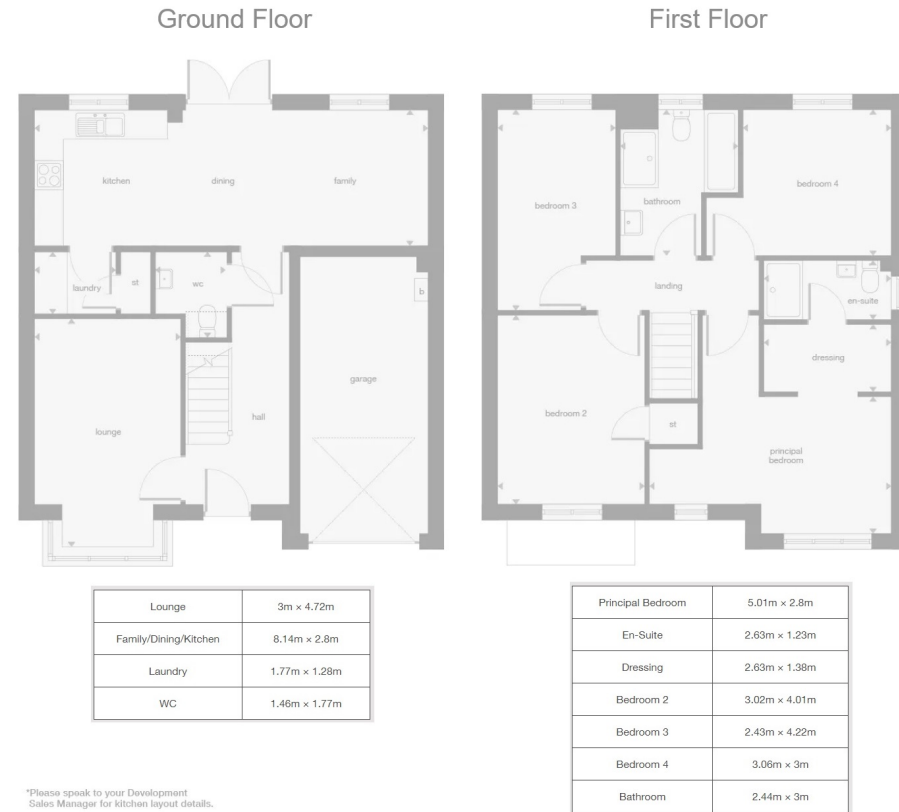 Ground Floor
First Floor
kitchen
dining
family
laundry
st
wc
b
garage
lounge
hall
bedroom 3
bathroom
bedroom 4
landing
en-suite
dressing
bedroom 2
st
principal
bedroom
Lounge 3m × 4.72m
Family/Dining/Kitchen 8.14m × 2.8m
Laundry 1.77m × 1.28m
WC 1.46m × 1.77m
Principal Bedroom 5.01m × 2.8m
En-Suite 2.63m × 1.23m
Dressing 2.63m × 1.38m
Bedroom 2 3.02m × 4.01m
Bedroom 3 2.43m × 4.22m
Bedroom 4 3.06m × 3m
Bathroom 2.44m × 3m
*Please speak to your Development
Sales Manager for kitchen layout details.